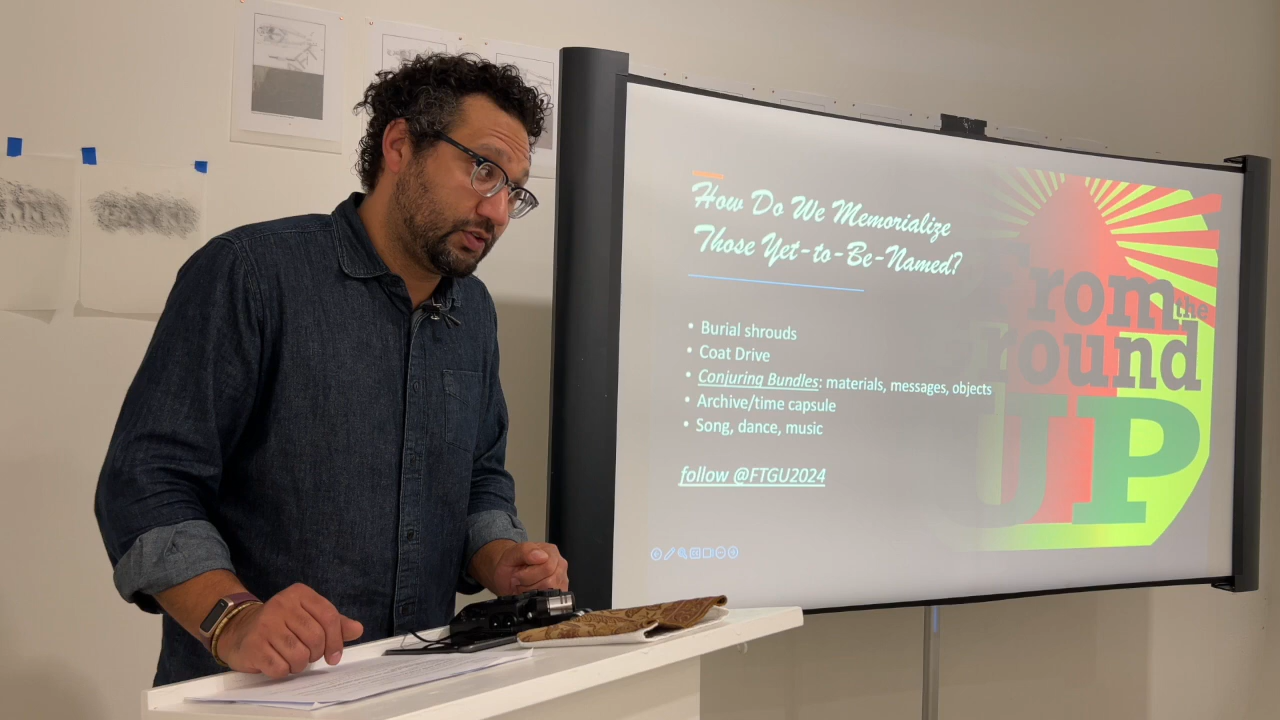 How Do We Memorialize
Those Yet-to-Be-Named?
• Burial shrouds
• Coat Drive
• Conjuring Bundles: materials, messages, objects
• Archive/time capsule
• Song, dance, music
follow @FTGU2024
From
the
Ground
UP